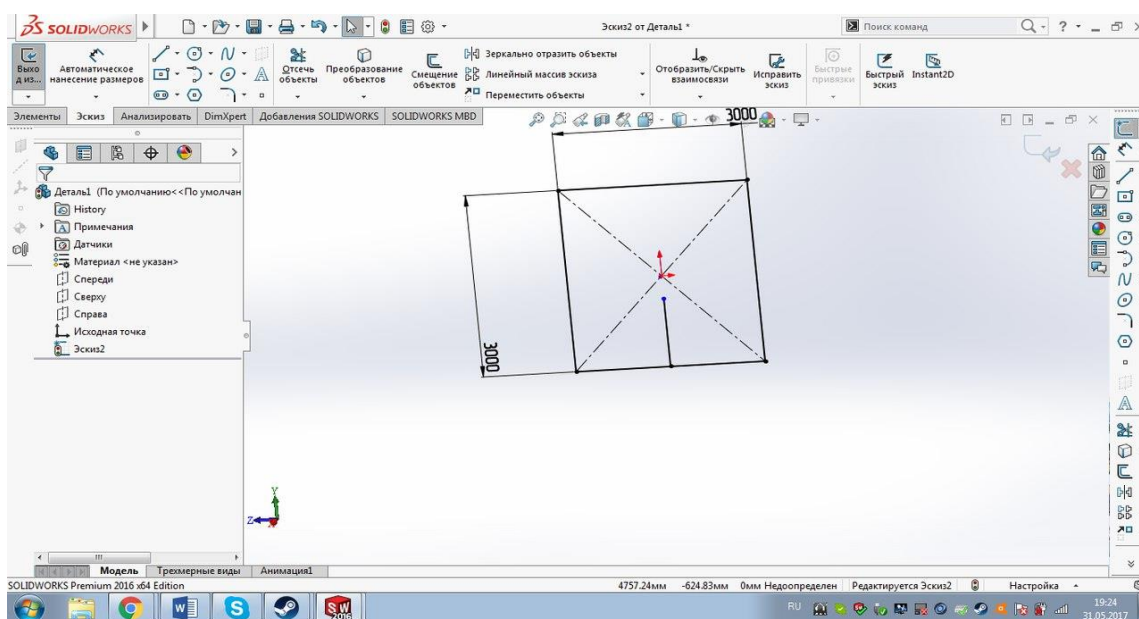 SOLIDWORKS
Эскиз2 от Деталь1 *
Поиск команд
Выхо д из...
Автоматическое нанесение размеров
Отсечь объекты
Преобразование объектов
Смещение объектов
Зеркально отразить объекты
Линейный массив эскиза
Переместить объекты
Отобразить/Скрыть взаимосвязи
Исправить эскиз
Быстрые привязки
Быстрый эскиз
Instant2D
Элементы Эскиз Анализировать DimXpert Добавления SOLIDWORKS SOLIDWORKS MBD
3000
Деталь1 (По умолчанию<<По умолчан
History
Примечания
Датчики
Материал <не указан>
Спереди
Сверху
Справа
Исходная точка
Эскиз2
3000
Y
Z
Модель Трехмерные виды Анимация1
SOLIDWORKS Premium 2016 x64 Edition
4757.24мм -624.83мм 0мм Недоопределен Редактируется Эскиз2 Настройка
RU
19:24
31.05.2017